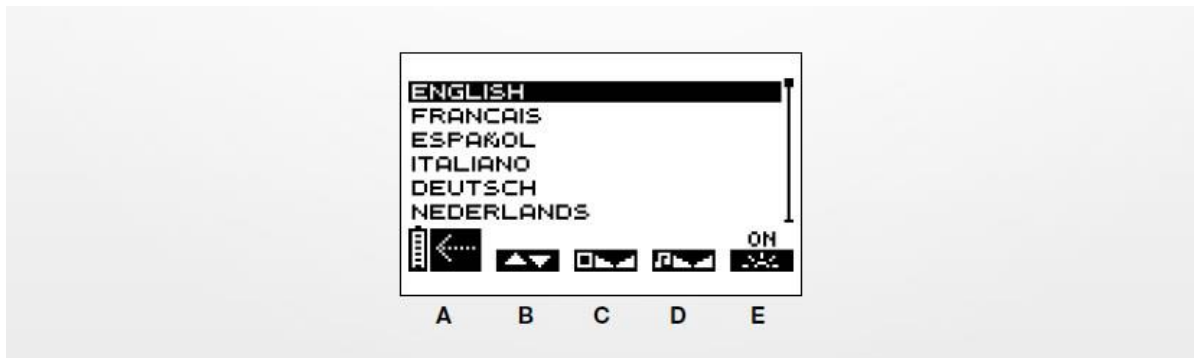 ENGLISH
FRANCAIS
ESPAÑOL
ITALIANO
DEUTSCH
NEDERLANDS
ON
A B C D E